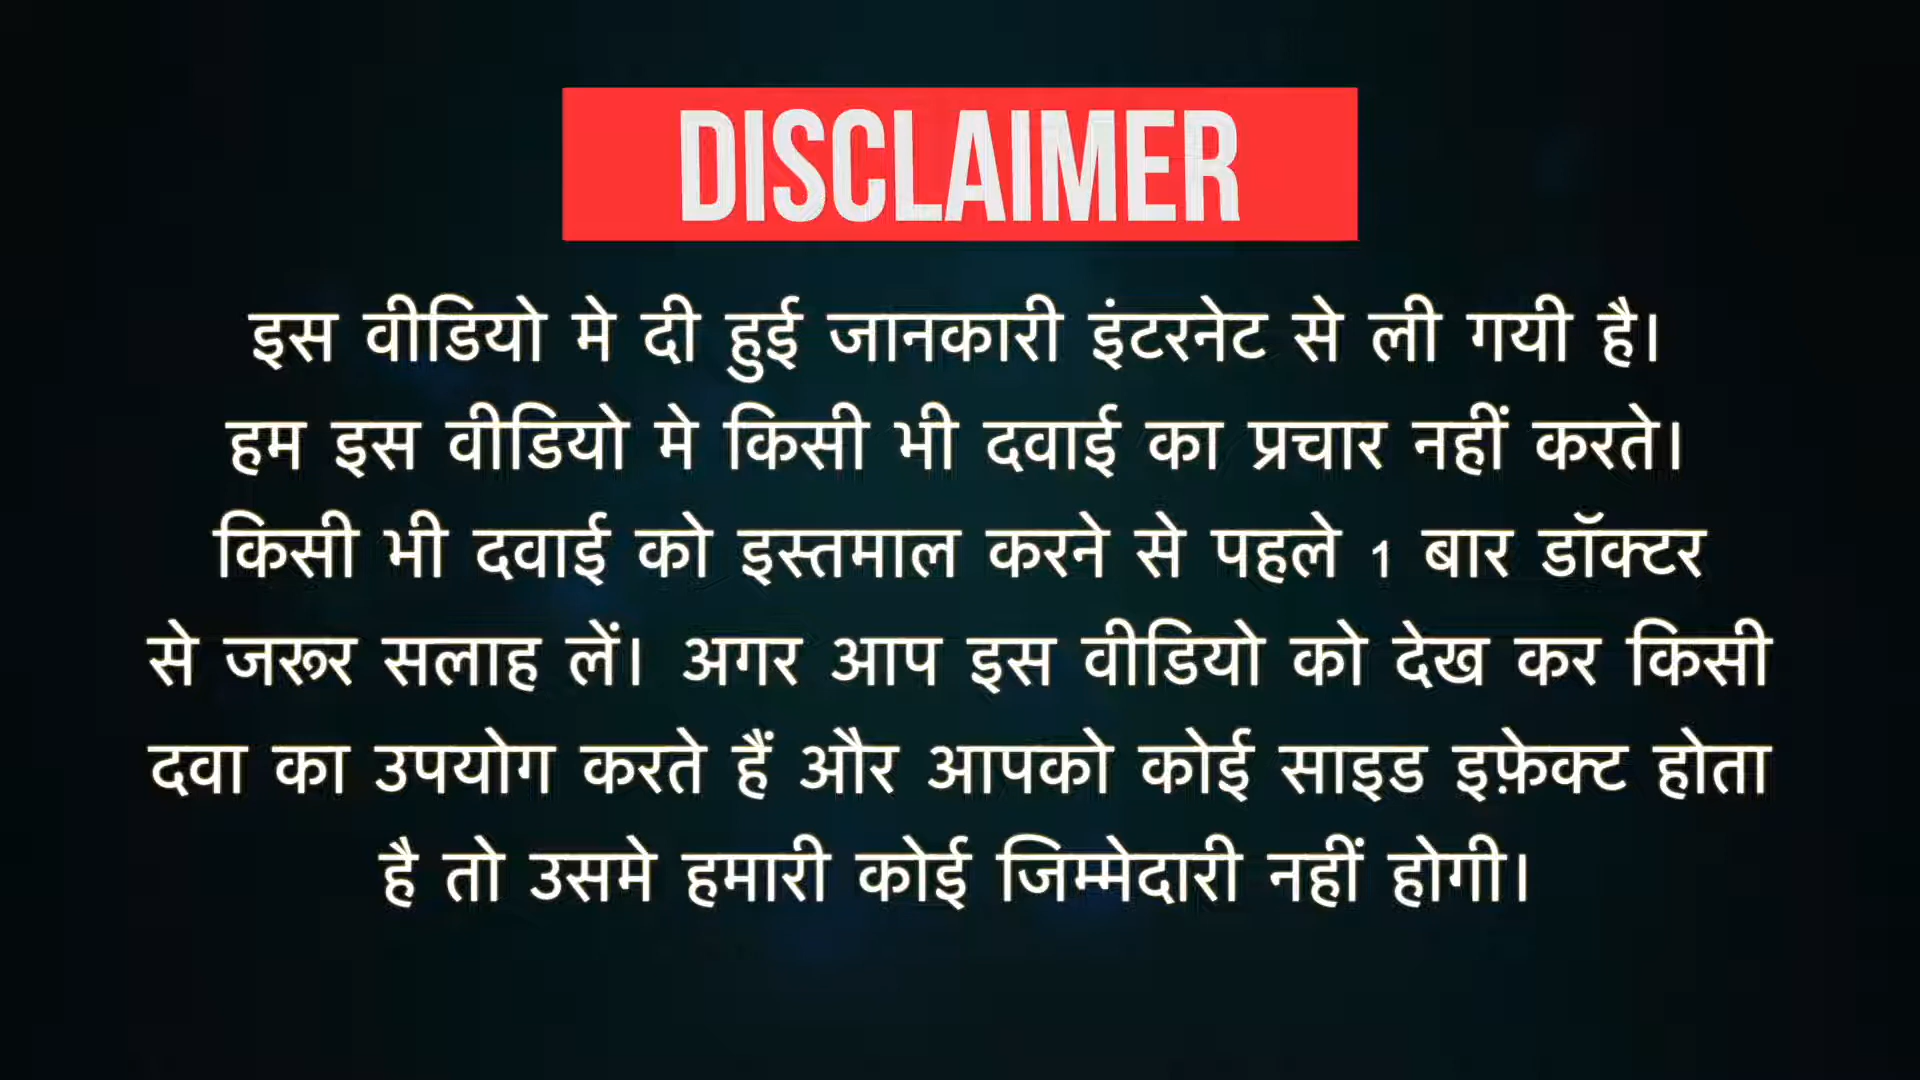 DISCLAIMER
इस वीडियो मे दी हुई जानकारी इंटरनेट से ली गयी है।
हम इस वीडियो मे किसी भी दवाई का प्रचार नहीं करते।
किसी भी दवाई को इस्तमाल करने से पहले 1 बार डॉक्टर
से जरूर सलाह लें। अगर आप इस वीडियो को देख कर किसी
दवा का उपयोग करते हैं और आपको कोई साइड इफ़ेक्ट होता
है तो उसमे हमारी कोई जिम्मेदारी नहीं होगी।